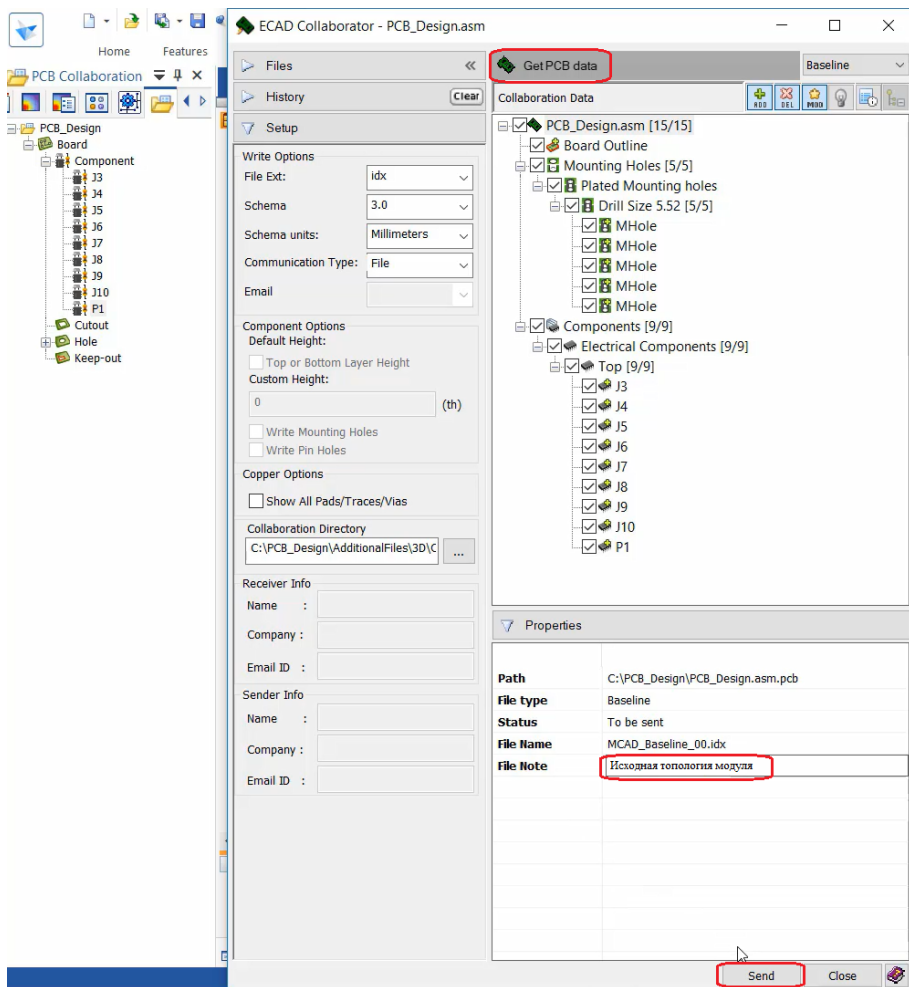 ECAD Collaborator - PCB_Design.asm
Home Features
PCB Collaboration
PCB_Design
Board
Component
J3
J4
J5
J6
J7
J8
J9
J10
P1
Cutout
Hole
Keep-out
Files
History Clear
Setup
Write Options
File Ext: idx
Schema 3.0
Schema units: Millimeters
Communication Type: File
Email
Component Options
Default Height:
Top or Bottom Layer Height
Custom Height:
0 (th)
Write Mounting Holes
Write Pin Holes
Copper Options
Show All Pads/Traces/Vias
Collaboration Directory
C:\PCB_Design\AdditionalFiles\3D\C ...
Receiver Info
Name :
Company :
Email ID :
Sender Info
Name :
Company :
Email ID :
Get PCB data Baseline
Collaboration Data ADD DEL MOD
PCB_Design.asm [15/15]
Board Outline
Mounting Holes [5/5]
Plated Mounting holes
Drill Size 5.52 [5/5]
MHole
MHole
MHole
MHole
MHole
Components [9/9]
Electrical Components [9/9]
Top [9/9]
J3
J4
J5
J6
J7
J8
J9
J10
P1
Properties
Path C:\PCB_Design\PCB_Design.asm.pcb
File type Baseline
Status To be sent
File Name MCAD_Baseline_00.idx
File Note Исходная топология модуля
Send Close